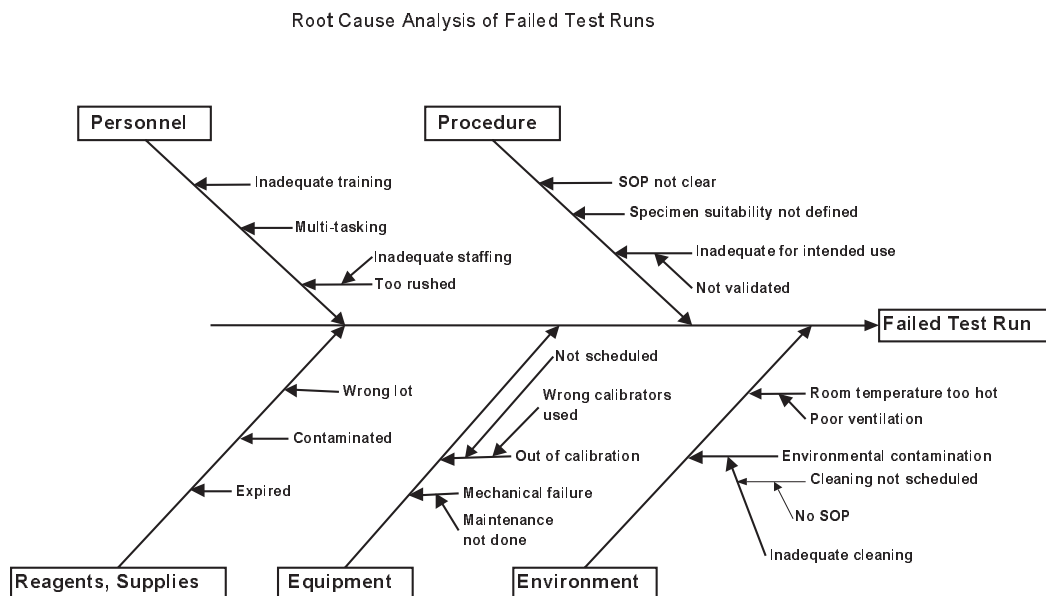 Root Cause Analysis of Failed Test Runs
Personnel
Procedure
Inadequate training
SOP not clear
Multi-tasking
Specimen suitability not defined
Inadequate staffing
Inadequate for intended use
Too rushed
Not validated
Failed Test Run
Not scheduled
Wrong lot
Wrong calibrators
used
Room temperature too hot
Poor ventilation
Contaminated
Out of calibration
Environmental contamination
Expired
Mechanical failure
Cleaning not scheduled
Maintenance
not done
No SOP
Inadequate cleaning
Reagents, Supplies
Equipment
Environment